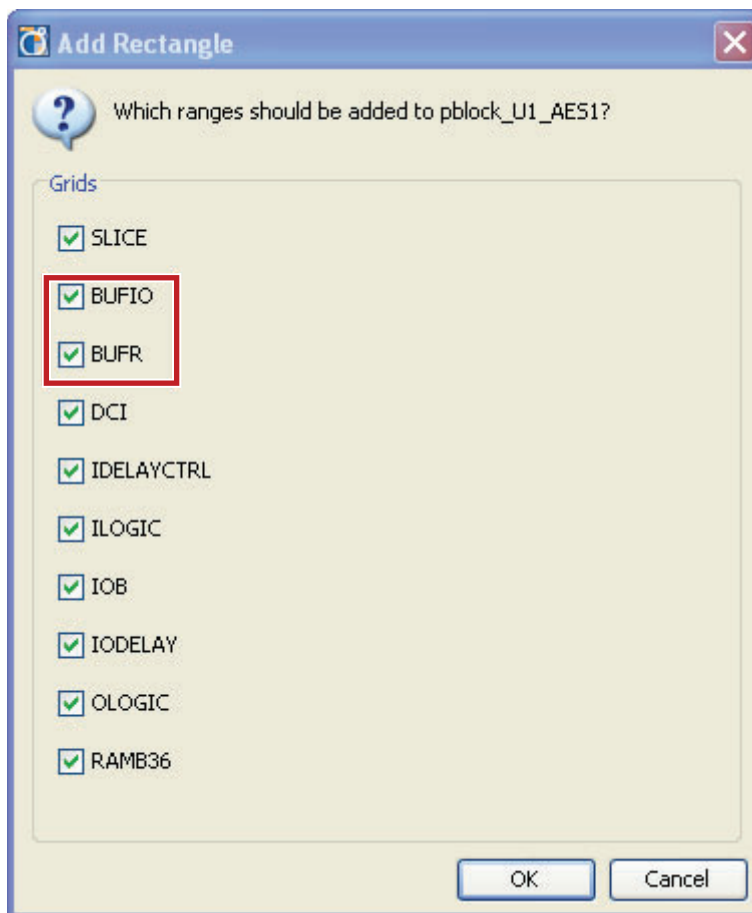 Add Rectangle
Which ranges should be added to pblock_U1_AES1?
Grids
SLICE
BUFIO
BUFR
DCI
IDELAYCTRL
ILOGIC
IOB
IODELAY
OLOGIC
RAMB36
OK
Cancel